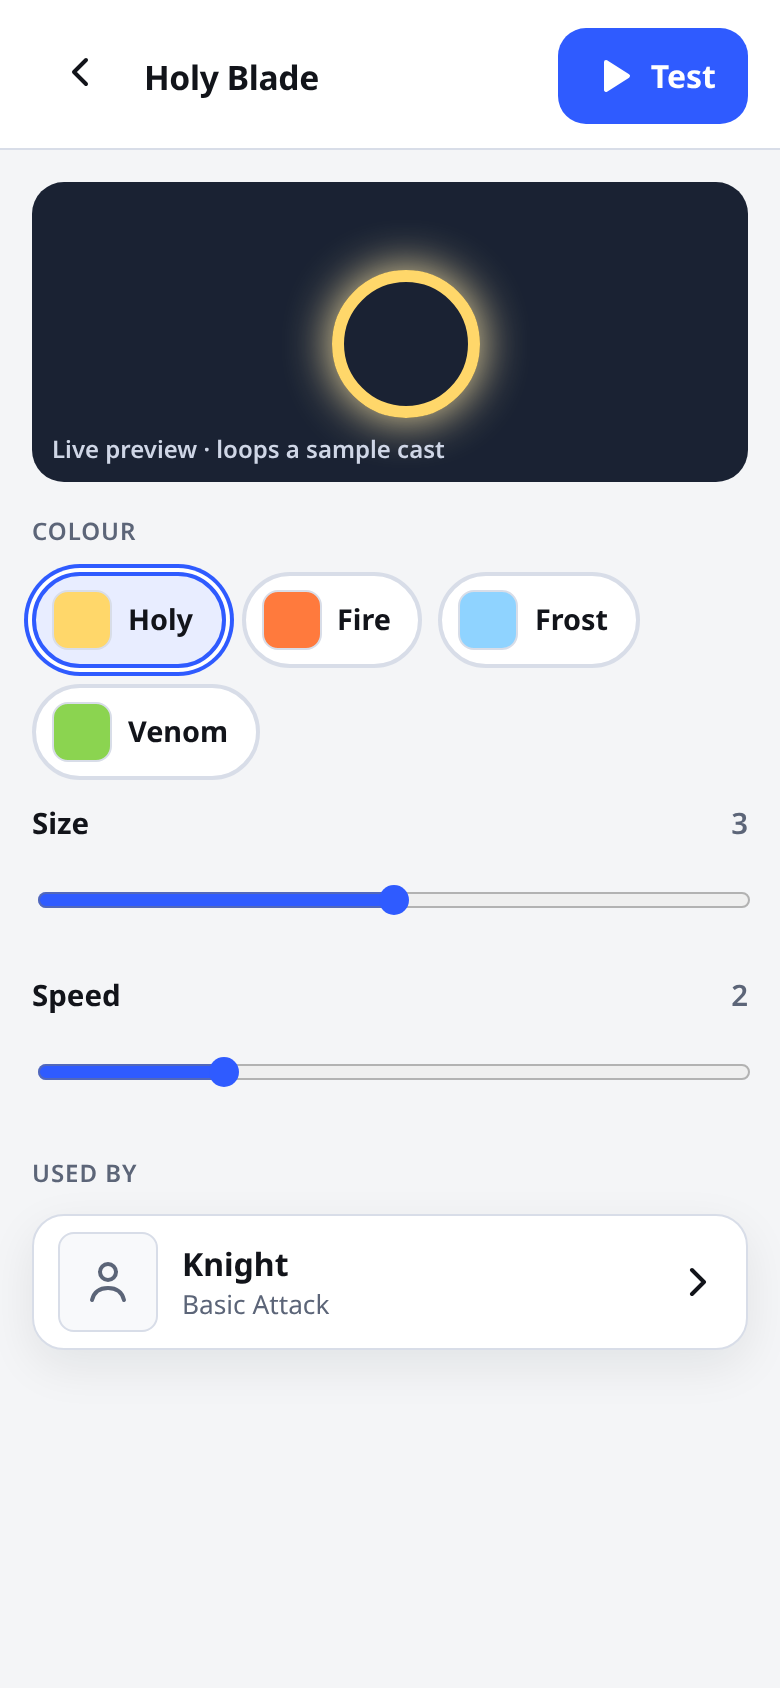 Holy Blade
Test
Live preview · loops a sample cast
COLOUR
Holy
Fire
Frost
Venom
Size
3
Speed
2
USED BY
Knight
Basic Attack